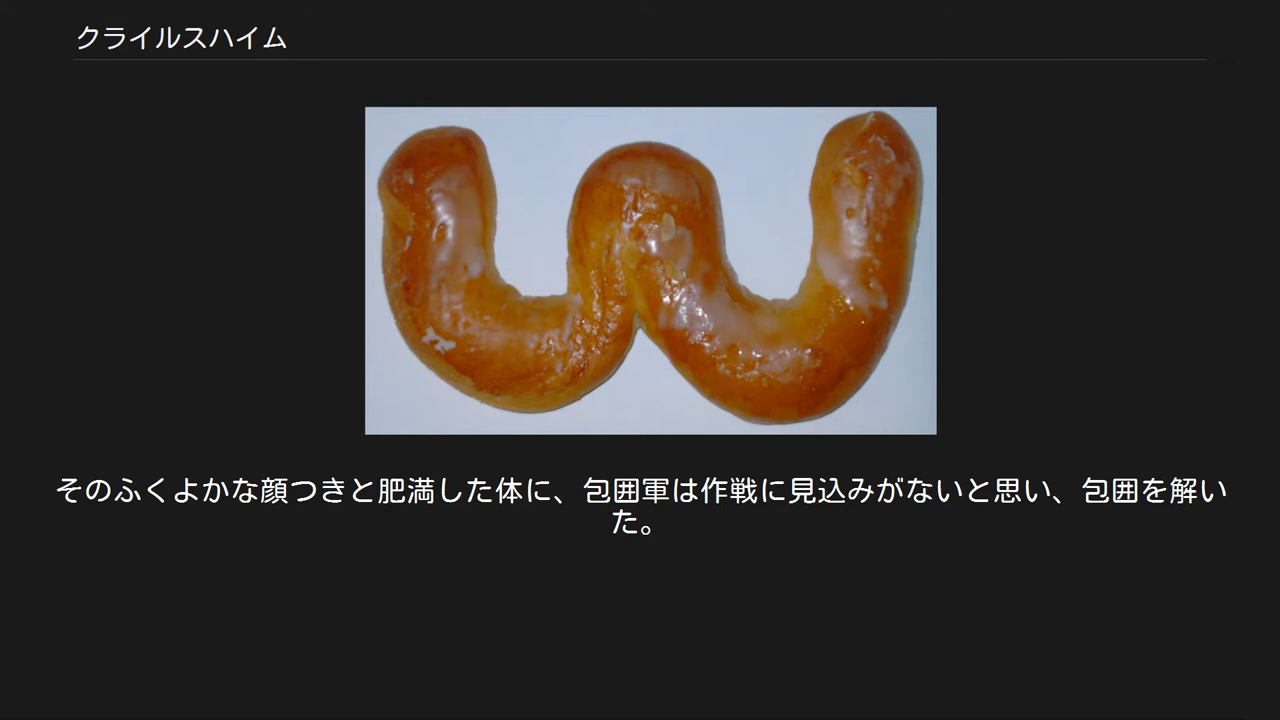 クライルスハイム
そのふくよかな顔つきと肥満した体に、包囲軍は作戦に見込みがないと思い、包囲を解い
た。